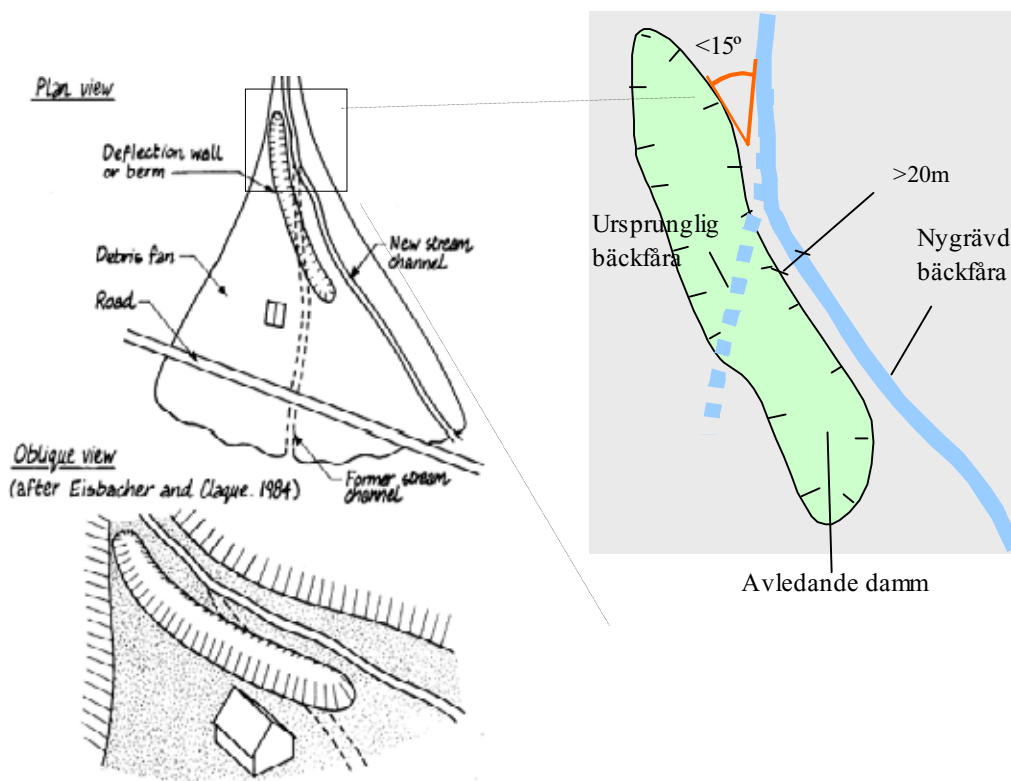 Plan view
Deflection wall
or berm
Debris fan
Road
New stream
channel
Former stream
channel
Oblique view
(after Eisbacher and Clague. 1984)
<15º
>20m
Ursprunglig
bäckfåra
Nygrävd
bäckfåra
Avledande damm